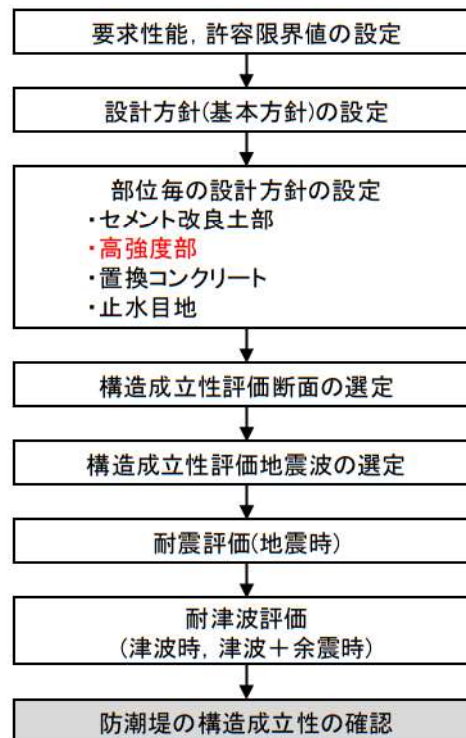 要求性能，許容限界値の設定
設計方針(基本方針)の設定
部位毎の設計方針の設定
・セメント改良土部
・高強度部
・置換コンクリート
・止水目地
構造成立性評価断面の選定
構造成立性評価地震波の選定
耐震評価(地震時)
耐津波評価
(津波時，津波＋余震時)
防潮堤の構造成立性の確認